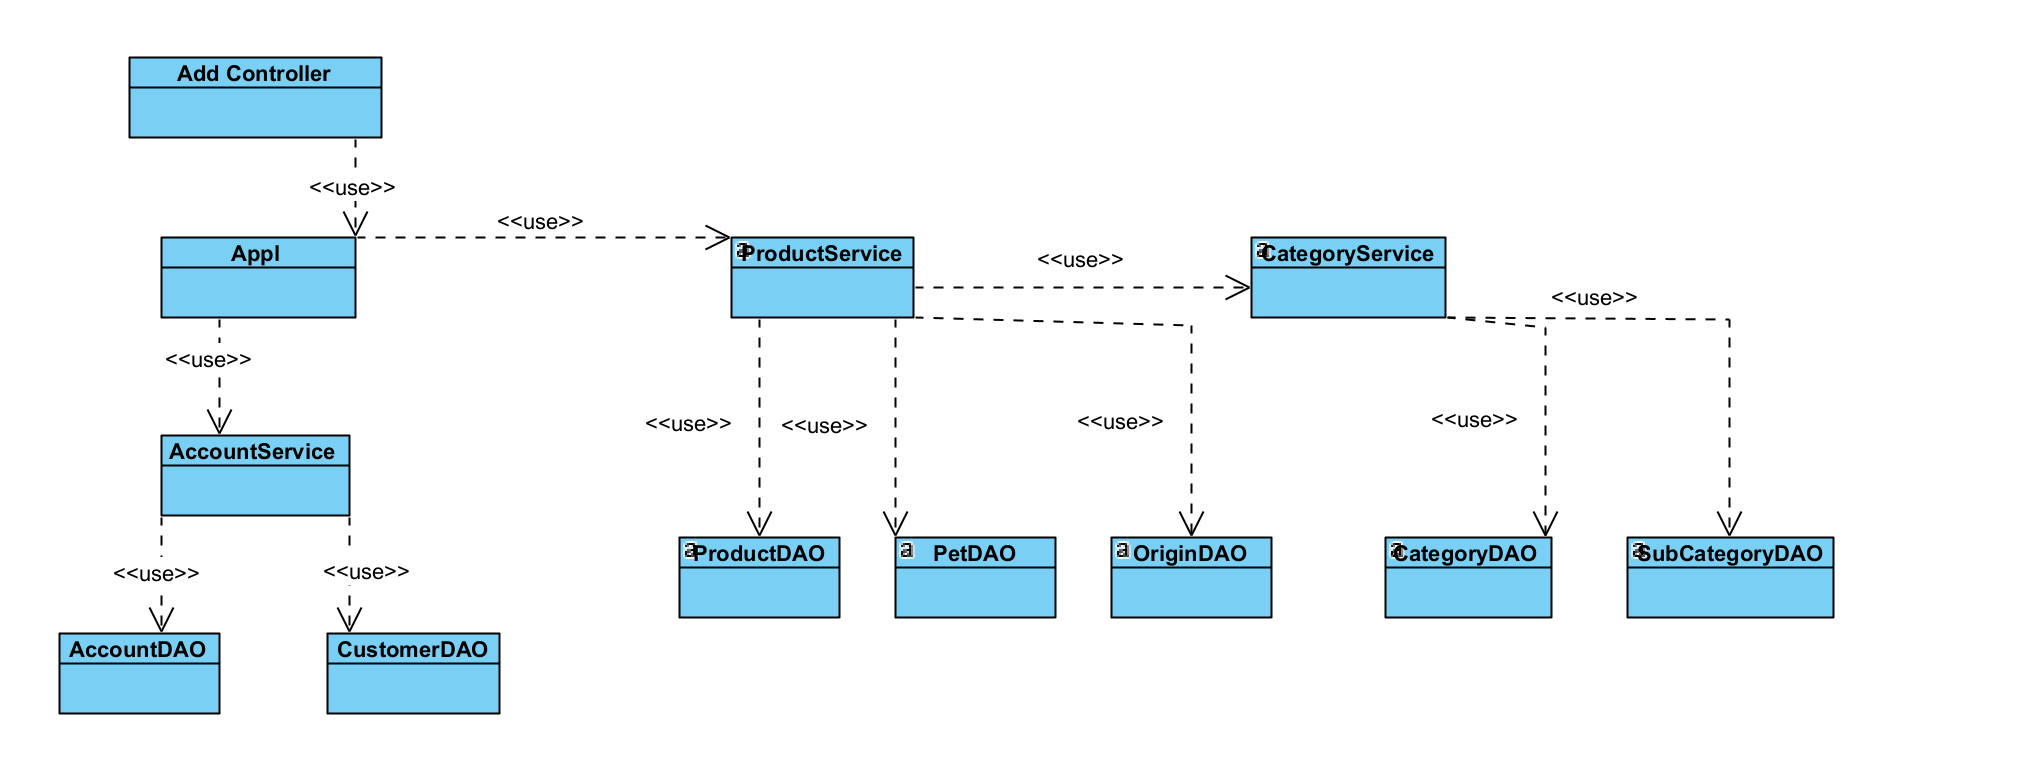 Add Controller
<<use>>
<<use>>
Appl
a
ProductService
<<use>>
a
CategoryService
<<use>>
<<use>>
AccountService
<<use>>
<<use>>
<<use>>
<<use>>
<<use>>
<<use>>
a
ProductDAO
a
PetDAO
a
OriginDAO
a
CategoryDAO
a
SubCategoryDAO
AccountDAO
CustomerDAO